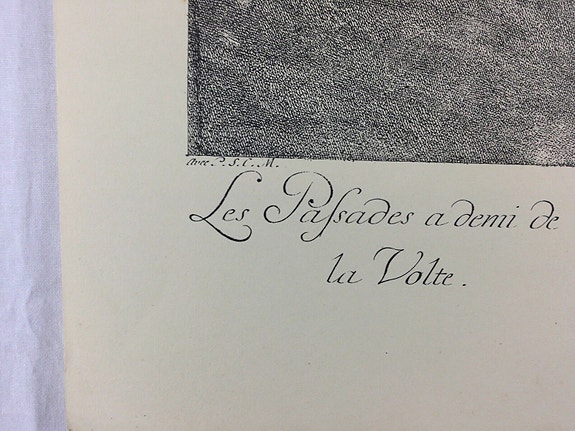 Avec P. S. C. M.
Les Paſsades a demi de
la Volte.